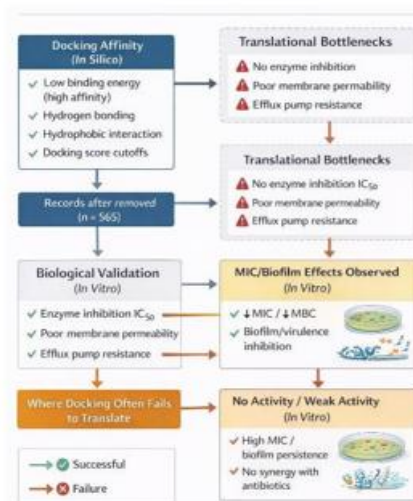 Docking Affinity
(In Silico)
✓ Low binding energy
(high affinity)
✓ Hydrogen bonding
✓ Hydrophobic interaction
✓ Docking score cutoffs
Translational Bottlenecks
No enzyme inhibition
Poor membrane permability
Efflux pump resistance
Records after removed
(n = 565)
Translational Bottlenecks
No enzyme inhibition IC50
Poor membrane permeability
Efflux pump resistance
Biological Validation
(In Vitro)
✓ Enzyme inhibition IC50
✓ Poor membrane permeability
✓ Efflux pump resistance
MIC/Biofilm Effects Observed
(In Vitro)
✓ ↓MIC / ↓MBC
✓ Biofilm/virulence
inhibition
Where Docking Often Fails
to Translate
No Activity / Weak Activity
(In Vitro)
✓ High MIC /
biofilm persistence
• No synergy with
antibiotics
→ Successful
→ Failure